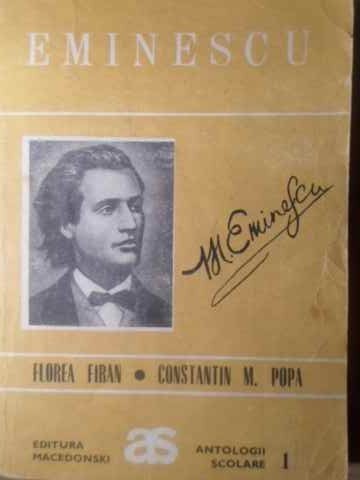 EMINESCU
M. Eminescu
FLOREA FIRAN • CONSTANTIN M. POPA
EDITURA
MACEDONSKI
as
ANTOLOGII
SCOLARE 1